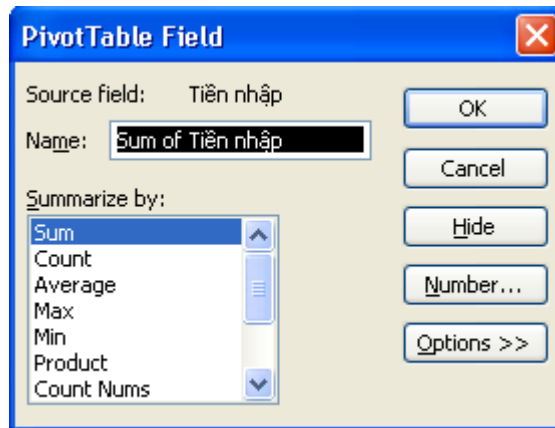 PivotTable Field
Source field: Tiền nhập
Name: Sum of Tiền nhập
Summarize by:
Sum
Count
Average
Max
Min
Product
Count Nums
OK
Cancel
Hide
Number...
Options >>